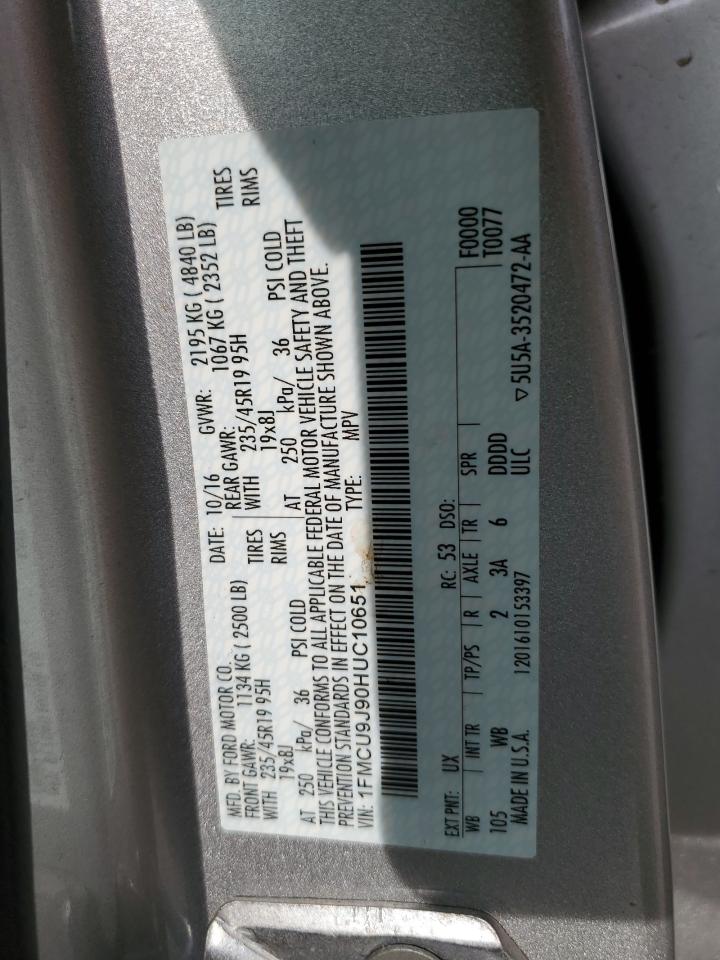 MFD. BY FORD MOTOR CO. DATE: 10/16 GVWR: 2195 KG ( 4840 LB)
FRONT GAWR: 1134 KG ( 2500 LB) REAR GAWR: 1067 KG ( 2352 LB)
WITH 235/45R19 95H TIRES WITH 235/45R19 95H TIRES
19x8J RIMS 19x8J RIMS
AT 250 kPa/ 36 PSI COLD AT 250 kPa/ 36 PSI COLD
THIS VEHICLE CONFORMS TO ALL APPLICABLE FEDERAL MOTOR VEHICLE SAFETY AND THEFT
PREVENTION STANDARDS IN EFFECT ON THE DATE OF MANUFACTURE SHOWN ABOVE.
VIN: 1FMCU9J90HUC10651 TYPE: MPV
EXT PNT: UX RC: 53 DSO: F0000
WB INT TR TP/PS R AXLE TR SPR T0077
105 WB 2 3A 6 DDDD
MADE IN U.S.A. 1201610153397 ULC ▽5U5A-3520472-AA